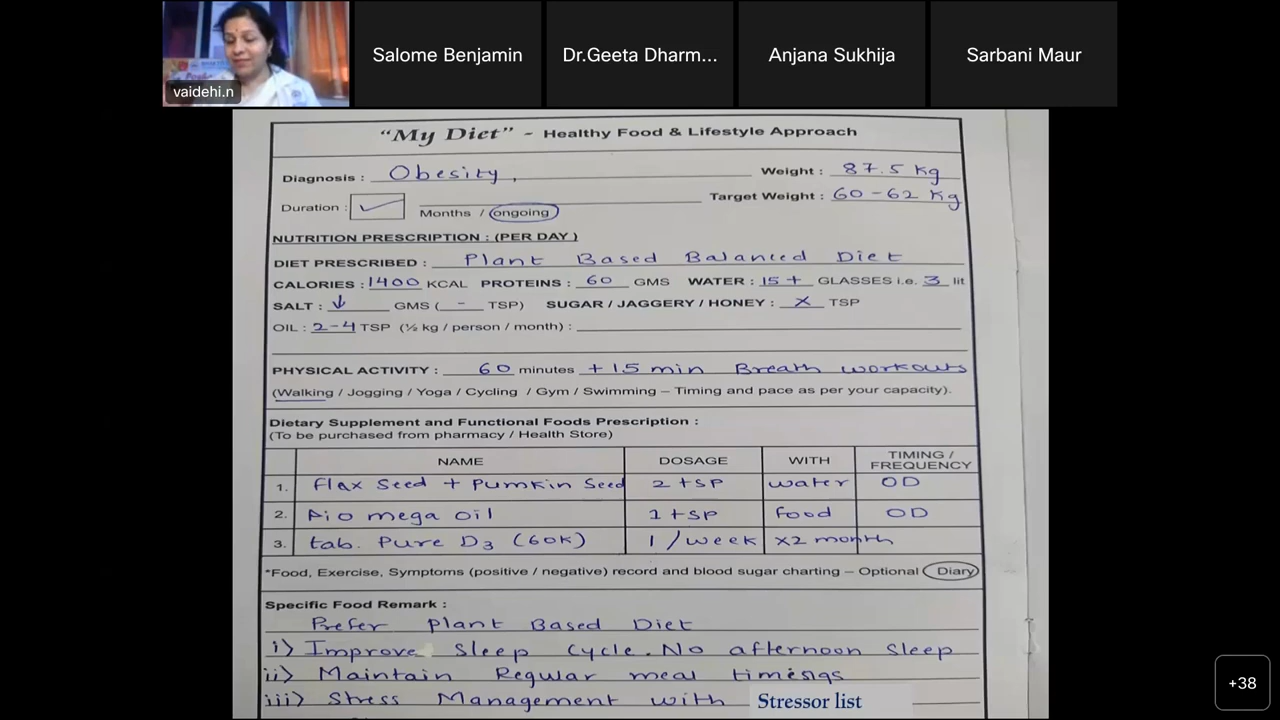 Salome Benjamin
Dr.Geeta Dharm...
Anjana Sukhija
Sarbani Maur
vaidehi.n
"My Diet" - Healthy Food & Lifestyle Approach
Diagnosis : Obesity, Weight : 87.5 Kg
Target Weight : 60-62 Kg
Duration : ✓ Months / ongoing
NUTRITION PRESCRIPTION : (PER DAY)
DIET PRESCRIBED : Plant Based Balanced Diet
CALORIES : 1400 KCAL PROTEINS : 60 GMS WATER : 15+ GLASSES i.e. 3 lit
SALT : ↓ GMS ( - TSP) SUGAR / JAGGERY / HONEY : X TSP
OIL : 2-4 TSP (½ kg / person / month) :
PHYSICAL ACTIVITY : 60 minutes +15 min Breath workouts
(Walking / Jogging / Yoga / Cycling / Gym / Swimming – Timing and pace as per your capacity).
Dietary Supplement and Functional Foods Prescription :
(To be purchased from pharmacy / Health Store)
NAME DOSAGE WITH TIMING / FREQUENCY
1. Flax Seed + Pumkin Seed 2 tSP water OD
2. Pio mega oil 1 tSP food OD
3. tab. Pure D3 (60K) 1 /week x2 month
*Food, Exercise, Symptoms (positive / negative) record and blood sugar charting – Optional Diary
Specific Food Remark :
Prefer Plant Based Diet
i) Improve Sleep Cycle. No afternoon Sleep
ii) Maintain Regular meal timings
iii) Stress Management with Stressor list
+38